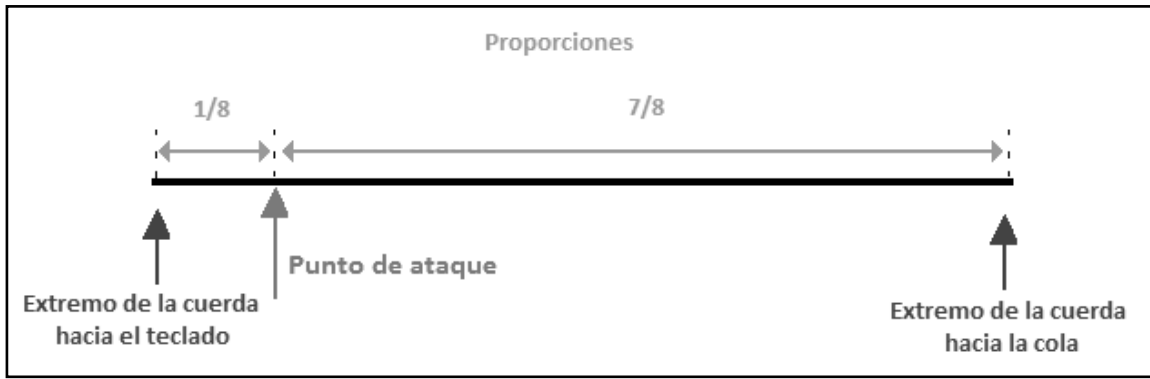 Proporciones
1/8
7/8
Punto de ataque
Extremo de la cuerda
hacia el teclado
Extremo de la cuerda
hacia la cola